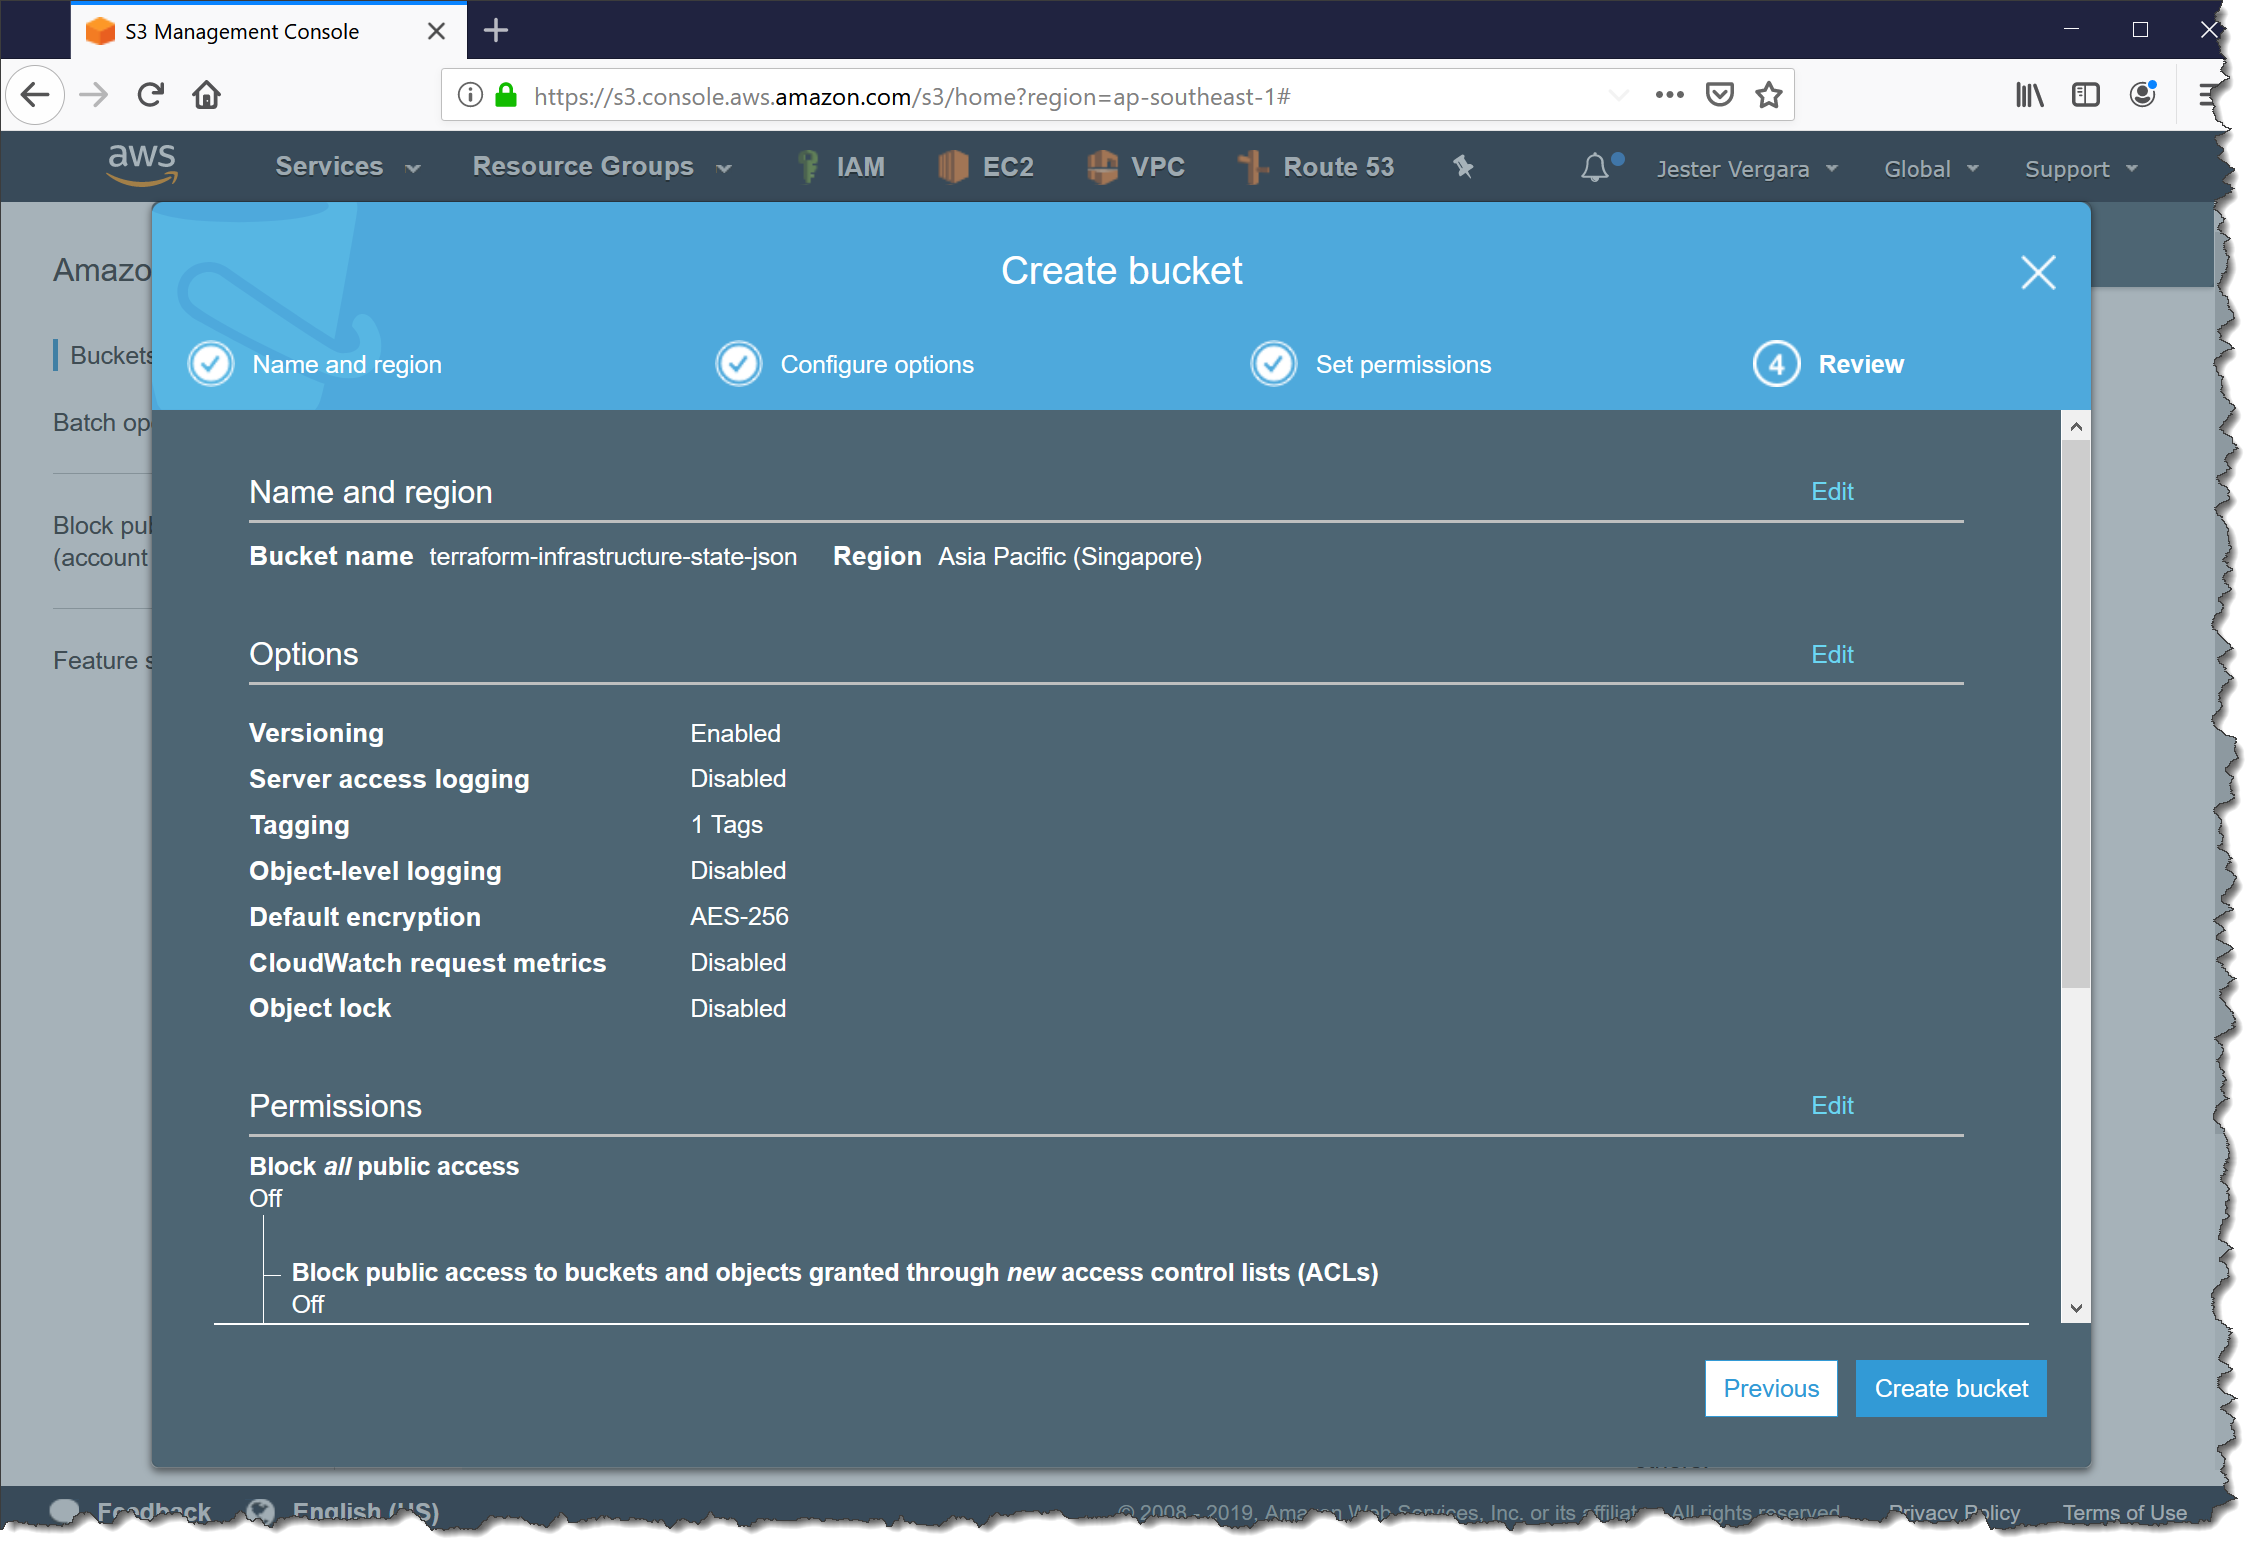 S3 Management Console
https://s3.console.aws.amazon.com/s3/home?region=ap-southeast-1#
aws Services Resource Groups IAM EC2 VPC Route 53 Jester Vergara Global Support
Amazo
Buckets
Batch op
Block pub
(account
Feature s
Create bucket
Name and region Configure options Set permissions 4 Review
Name and region Edit
Bucket name terraform-infrastructure-state-json Region Asia Pacific (Singapore)
Options Edit
Versioning Enabled
Server access logging Disabled
Tagging 1 Tags
Object-level logging Disabled
Default encryption AES-256
CloudWatch request metrics Disabled
Object lock Disabled
Permissions Edit
Block all public access
Off
Block public access to buckets and objects granted through new access control lists (ACLs)
Off
Previous Create bucket
Feedback English (US) © 2008 - 2019, Amazon Web Services, Inc. or its affiliat All rights reserved. Privacy Policy Terms of Use